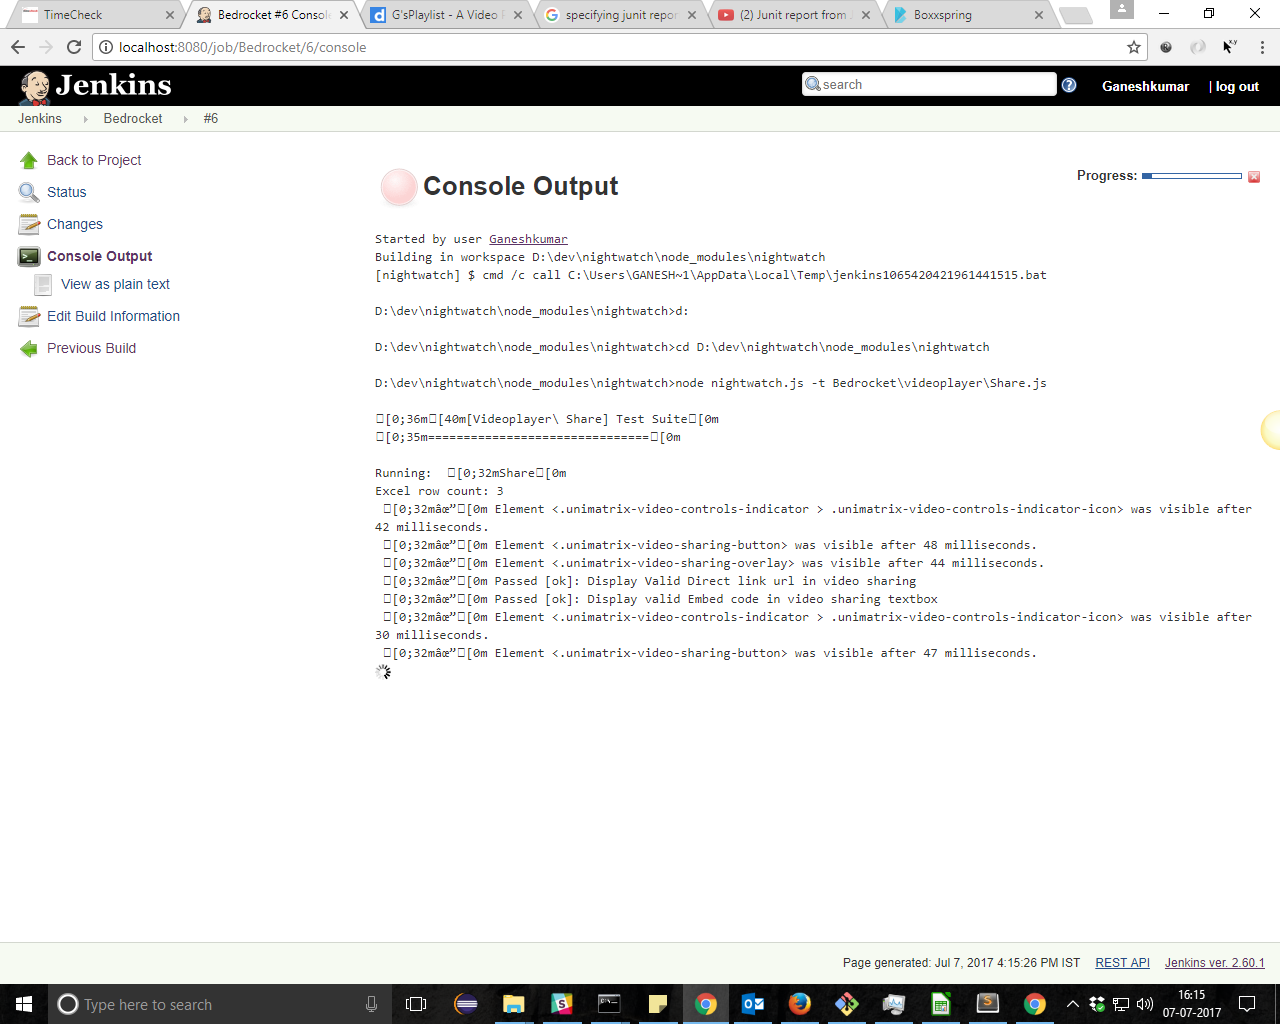 TimeCheck
Bedrocket #6 Conso
G'sPlaylist - A Video
specifying junit repor
(2) Junit report from
Boxxspring
localhost:8080/job/Bedrocket/6/console
Jenkins
search
Ganeshkumar
| log out
Jenkins
Bedrocket
#6
Back to Project
Status
Changes
Console Output
View as plain text
Edit Build Information
Previous Build
Console Output
Progress:
Started by user Ganeshkumar
Building in workspace D:\dev\nightwatch\node_modules\nightwatch
[nightwatch] $ cmd /c call C:\Users\GANESH~1\AppData\Local\Temp\jenkins1065420421961441515.bat
D:\dev\nightwatch\node_modules\nightwatch>d:
D:\dev\nightwatch\node_modules\nightwatch>cd D:\dev\nightwatch\node_modules\nightwatch
D:\dev\nightwatch\node_modules\nightwatch>node nightwatch.js -t Bedrocket\videoplayer\Share.js
[0;36m[40m[Videoplayer\ Share] Test Suite[0m
[0;35m===============================[0m
Running:  [0;32mShare[0m
Excel row count: 3
[0;32mâœ”[0m Element <.unimatrix-video-controls-indicator > .unimatrix-video-controls-indicator-icon> was visible after
42 milliseconds.
[0;32mâœ”[0m Element <.unimatrix-video-sharing-button> was visible after 48 milliseconds.
[0;32mâœ”[0m Element <.unimatrix-video-sharing-overlay> was visible after 44 milliseconds.
[0;32mâœ”[0m Passed [ok]: Display Valid Direct link url in video sharing
[0;32mâœ”[0m Passed [ok]: Display valid Embed code in video sharing textbox
[0;32mâœ”[0m Element <.unimatrix-video-controls-indicator > .unimatrix-video-controls-indicator-icon> was visible after
30 milliseconds.
[0;32mâœ”[0m Element <.unimatrix-video-sharing-button> was visible after 47 milliseconds.
Page generated: Jul 7, 2017 4:15:26 PM IST
REST API
Jenkins ver. 2.60.1
Type here to search
16:15
07-07-2017